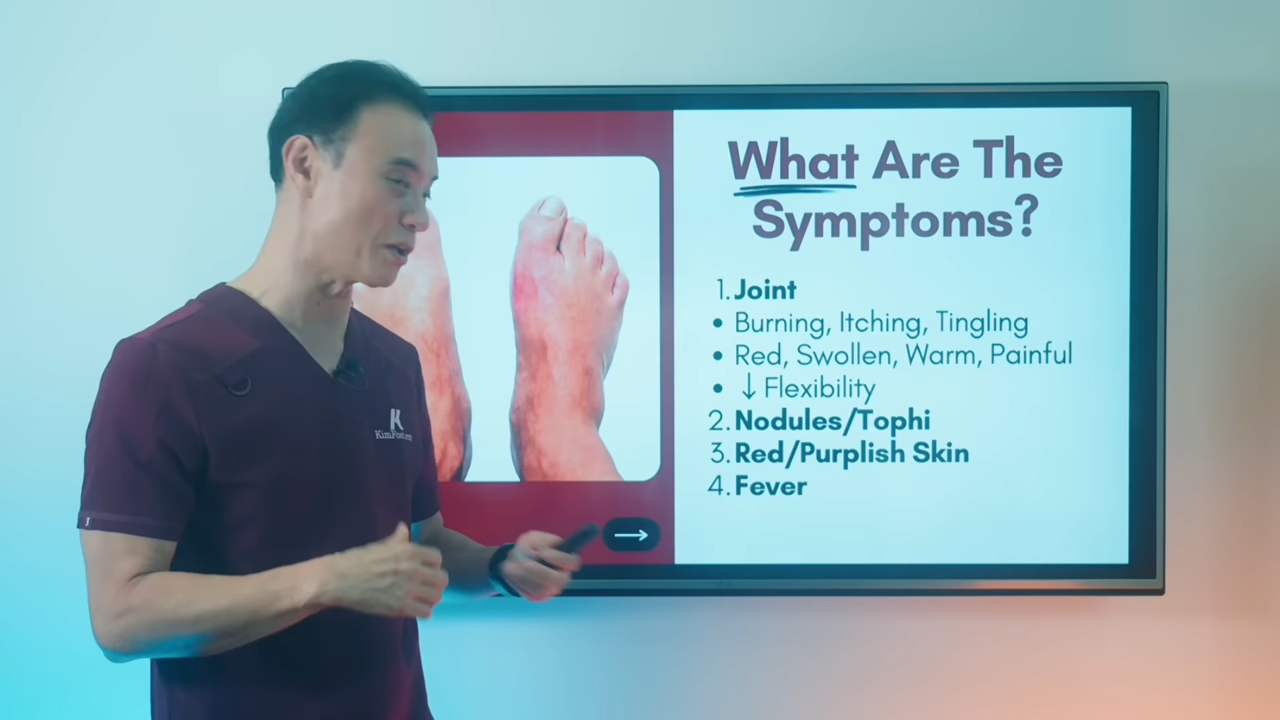 What Are The
Symptoms?
1. Joint
• Burning, Itching, Tingling
• Red, Swollen, Warm, Painful
• ↓ Flexibility
2. Nodules/Tophi
3. Red/Purplish Skin
4. Fever
K